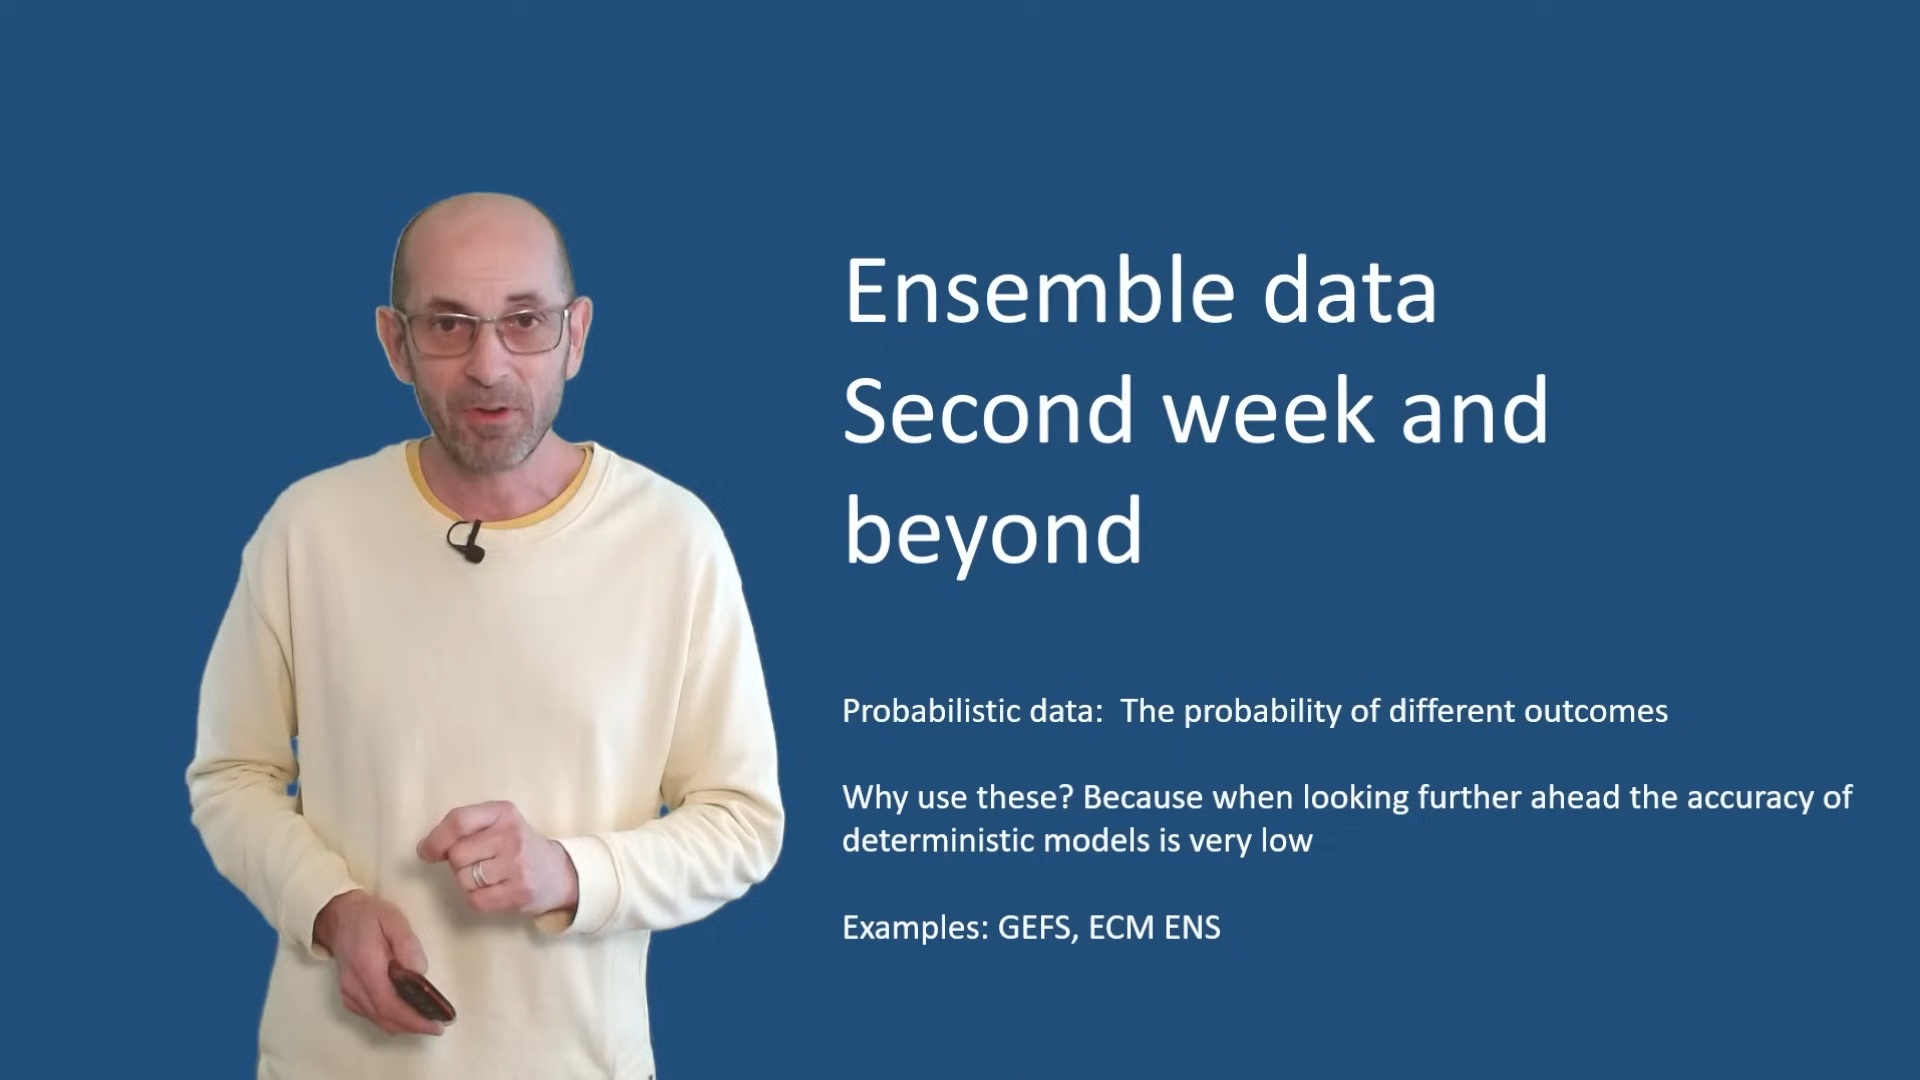 Ensemble data
Second week and
beyond
Probabilistic data:  The probability of different outcomes
Why use these? Because when looking further ahead the accuracy of
deterministic models is very low
Examples: GEFS, ECM ENS